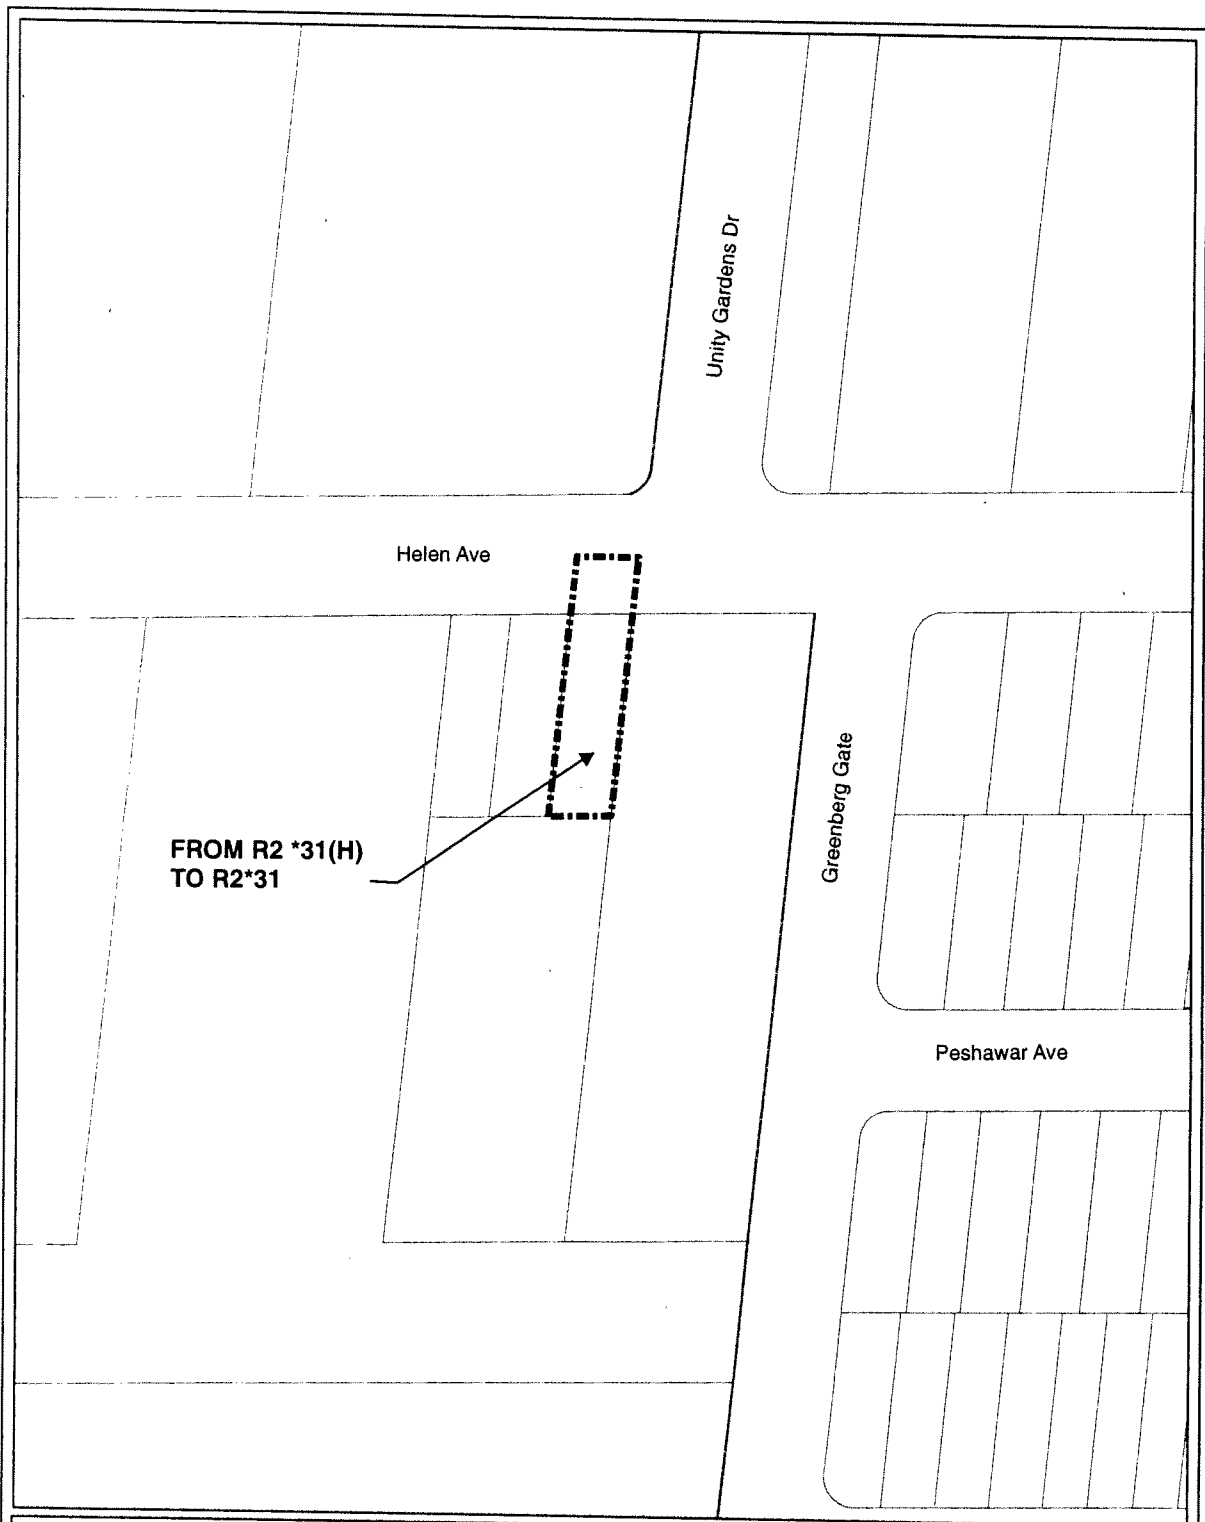 Unity Gardens Dr
Helen Ave
Greenberg Gate
FROM R2 *31(H)
TO R2*31
Peshawar Ave